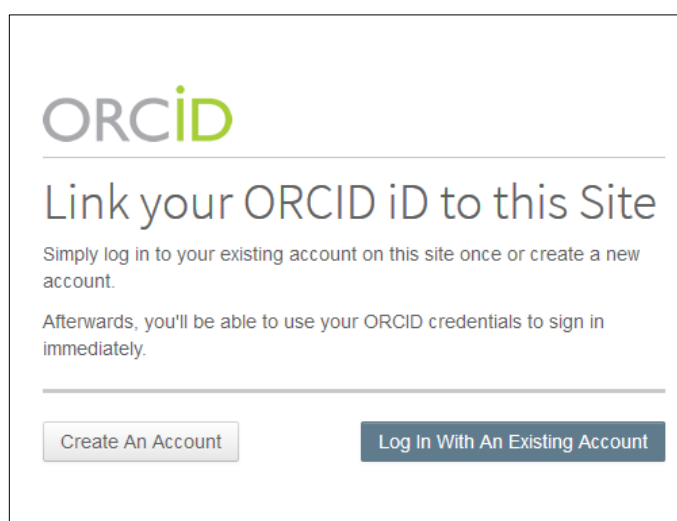 ORCiD
Link your ORCID iD to this Site
Simply log in to your existing account on this site once or create a new
account.
Afterwards, you'll be able to use your ORCID credentials to sign in
immediately.
Create An Account
Log In With An Existing Account